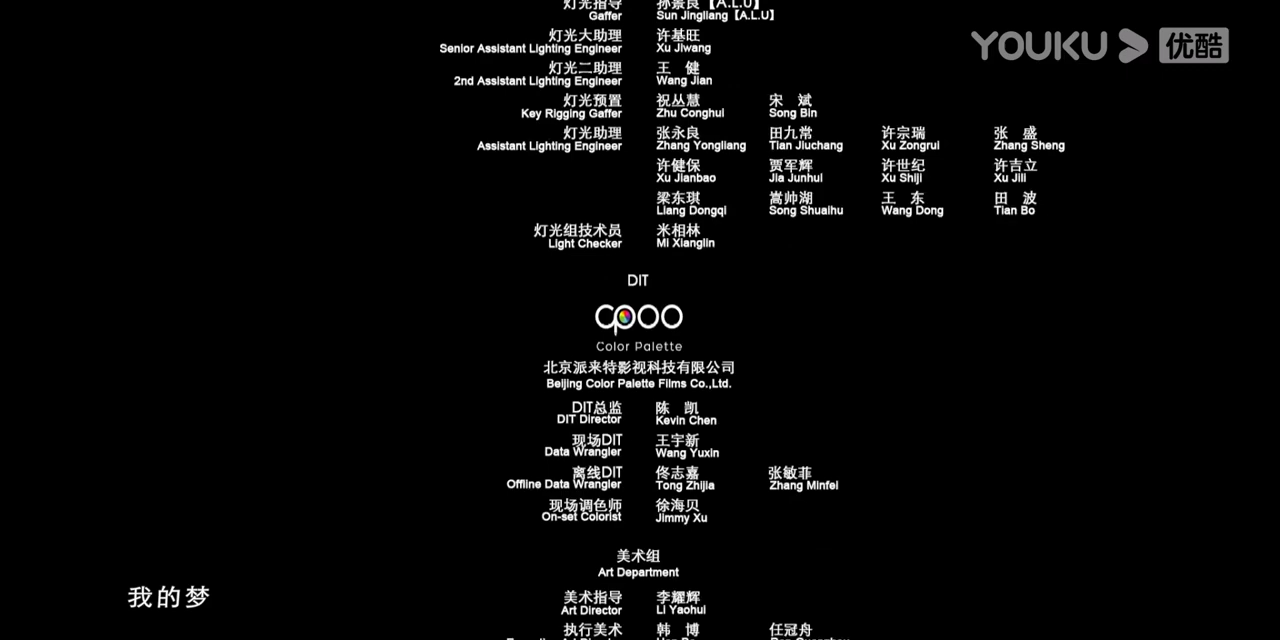 灯光指导 孙景良【A.L.U】
Gaffer Sun Jingliang【A.L.U】
YOUKU 优酷
灯光大助理 许基旺
Senior Assistant Lighting Engineer Xu Jiwang
灯光二助理 王 健
2nd Assistant Lighting Engineer Wang Jian
灯光预置 祝丛慧 宋 斌
Key Rigging Gaffer Zhu Conghui Song Bin
灯光助理 张永良 田九常 许宗瑞 张 盛
Assistant Lighting Engineer Zhang Yongliang Tian Jiuchang Xu Zongrui Zhang Sheng
许健保 贾军辉 许世纪 许吉立
Xu Jianbao Jia Junhui Xu Shiji Xu Jili
梁东琪 嵩帅湖 王 东 田 波
Liang Dongqi Song Shuaihu Wang Dong Tian Bo
灯光组技术员 米相林
Light Checker Mi Xianglin
DIT
cpoo
Color Palette
北京派来特影视科技有限公司
Beijing Color Palette Films Co.,Ltd.
DIT总监 陈 凯
DIT Director Kevin Chen
现场DIT 王宇新
Data Wrangler Wang Yuxin
离线DIT 佟志嘉 张敏菲
Offline Data Wrangler Tong Zhijia Zhang Minfei
现场调色师 徐海贝
On-set Colorist Jimmy Xu
美术组
Art Department
美术指导 李耀辉
Art Director Li Yaohui
我的梦
执行美术 韩 博 任冠舟